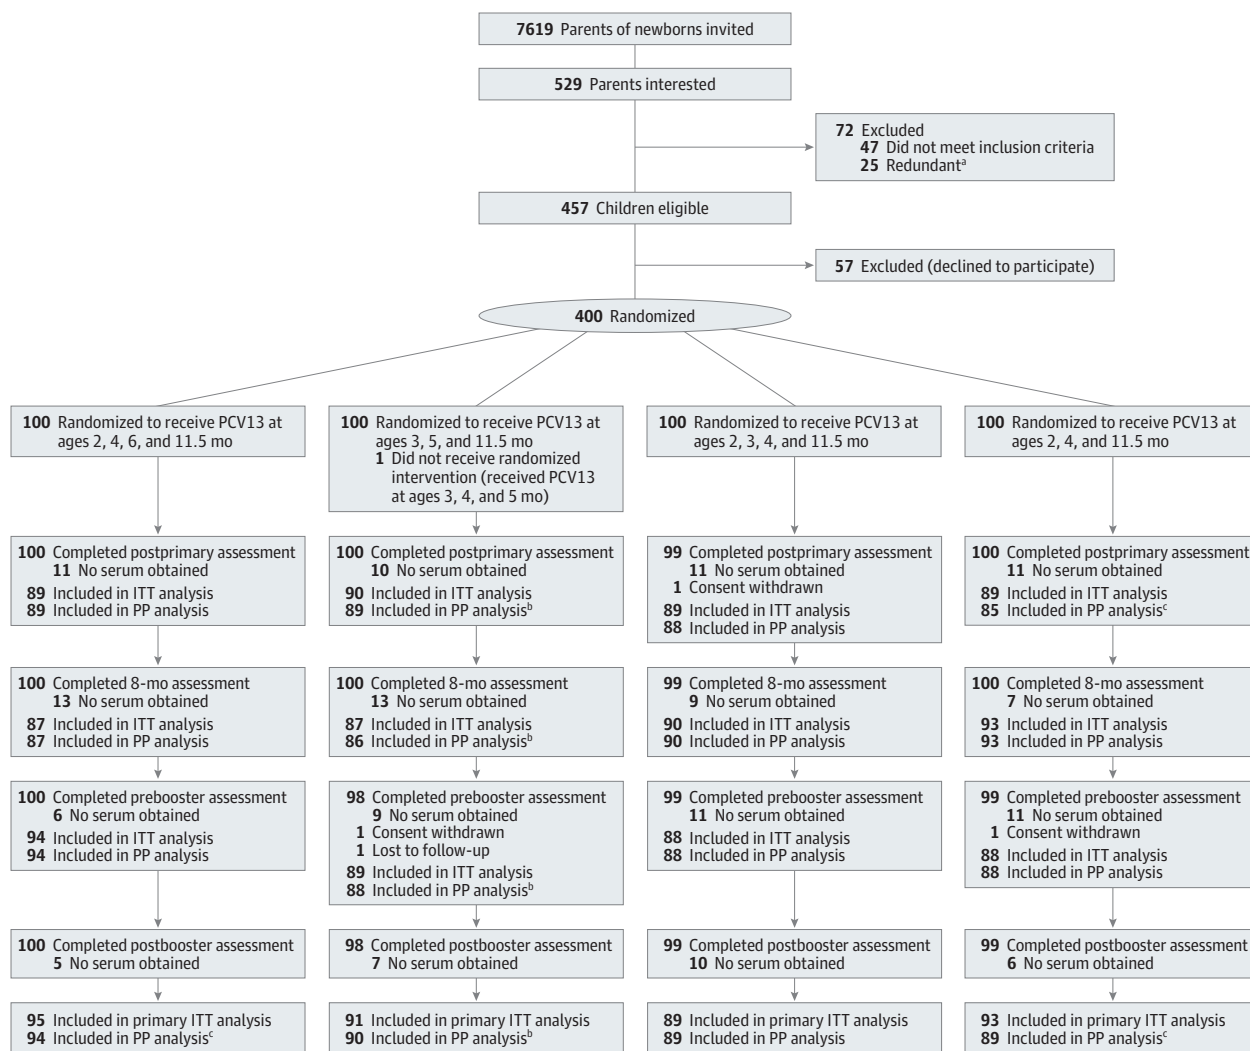 7619 Parents of newborns invited
529 Parents interested
72 Excluded
47 Did not meet inclusion criteria
25 Redundantᵃ
457 Children eligible
57 Excluded (declined to participate)
400 Randomized
100 Randomized to receive PCV13 at
ages 2, 4, 6, and 11.5 mo
100 Randomized to receive PCV13 at
ages 3, 5, and 11.5 mo
1 Did not receive randomized
intervention (received PCV13
at ages 3, 4, and 5 mo)
100 Randomized to receive PCV13 at
ages 2, 3, 4, and 11.5 mo
100 Randomized to receive PCV13 at
ages 2, 4, and 11.5 mo
100 Completed postprimary assessment
11 No serum obtained
89 Included in ITT analysis
89 Included in PP analysis
100 Completed postprimary assessment
10 No serum obtained
90 Included in ITT analysis
89 Included in PP analysisᵇ
99 Completed postprimary assessment
11 No serum obtained
1 Consent withdrawn
89 Included in ITT analysis
88 Included in PP analysis
100 Completed postprimary assessment
11 No serum obtained
89 Included in ITT analysis
85 Included in PP analysisᶜ
100 Completed 8-mo assessment
13 No serum obtained
87 Included in ITT analysis
87 Included in PP analysis
100 Completed 8-mo assessment
13 No serum obtained
87 Included in ITT analysis
86 Included in PP analysisᵇ
99 Completed 8-mo assessment
9 No serum obtained
90 Included in ITT analysis
90 Included in PP analysis
100 Completed 8-mo assessment
7 No serum obtained
93 Included in ITT analysis
93 Included in PP analysis
100 Completed prebooster assessment
6 No serum obtained
94 Included in ITT analysis
94 Included in PP analysis
98 Completed prebooster assessment
9 No serum obtained
1 Consent withdrawn
1 Lost to follow-up
89 Included in ITT analysis
88 Included in PP analysisᵇ
99 Completed prebooster assessment
11 No serum obtained
88 Included in ITT analysis
88 Included in PP analysis
99 Completed prebooster assessment
11 No serum obtained
1 Consent withdrawn
88 Included in ITT analysis
88 Included in PP analysis
100 Completed postbooster assessment
5 No serum obtained
98 Completed postbooster assessment
7 No serum obtained
99 Completed postbooster assessment
10 No serum obtained
99 Completed postbooster assessment
6 No serum obtained
95 Included in primary ITT analysis
94 Included in PP analysisᶜ
91 Included in primary ITT analysis
90 Included in PP analysisᵇ
89 Included in primary ITT analysis
89 Included in PP analysis
93 Included in primary ITT analysis
89 Included in PP analysisᶜ